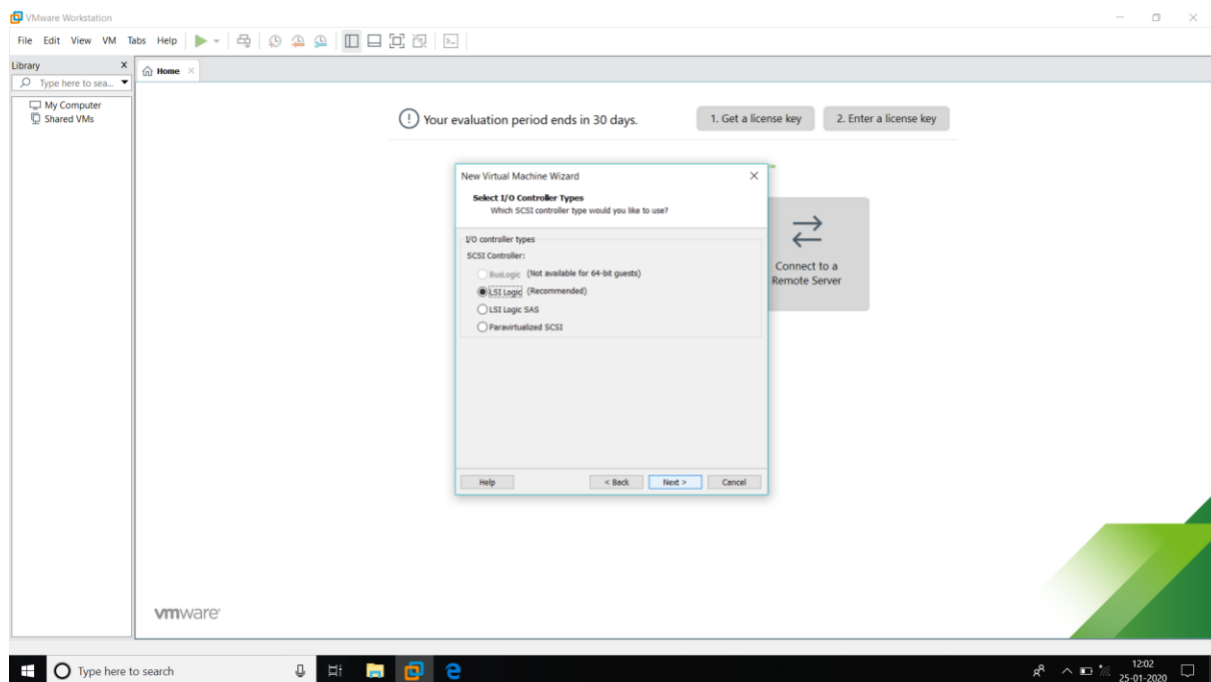 VMware Workstation
File Edit View VM Tabs Help
Library X
Home ×
Type here to sea...
My Computer
Shared VMs
! Your evaluation period ends in 30 days.
1. Get a license key
2. Enter a license key
New Virtual Machine Wizard
Select I/O Controller Types
Which SCSI controller type would you like to use?
I/O controller types
SCSI Controller:
BusLogic (Not available for 64-bit guests)
LSI Logic (Recommended)
LSI Logic SAS
Paravirtualized SCSI
Help < Back Next > Cancel
Connect to a
Remote Server
vmware
Type here to search
12:02
25-01-2020